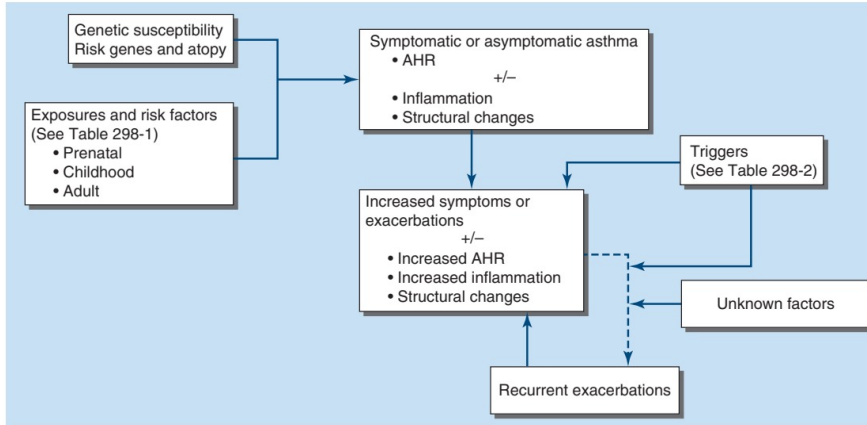 Genetic susceptibility
Risk genes and atopy
Exposures and risk factors
(See Table 298-1)
• Prenatal
• Childhood
• Adult
Symptomatic or asymptomatic asthma
• AHR
+/–
• Inflammation
• Structural changes
Triggers
(See Table 298-2)
Increased symptoms or
exacerbations
+/–
• Increased AHR
• Increased inflammation
• Structural changes
Unknown factors
Recurrent exacerbations